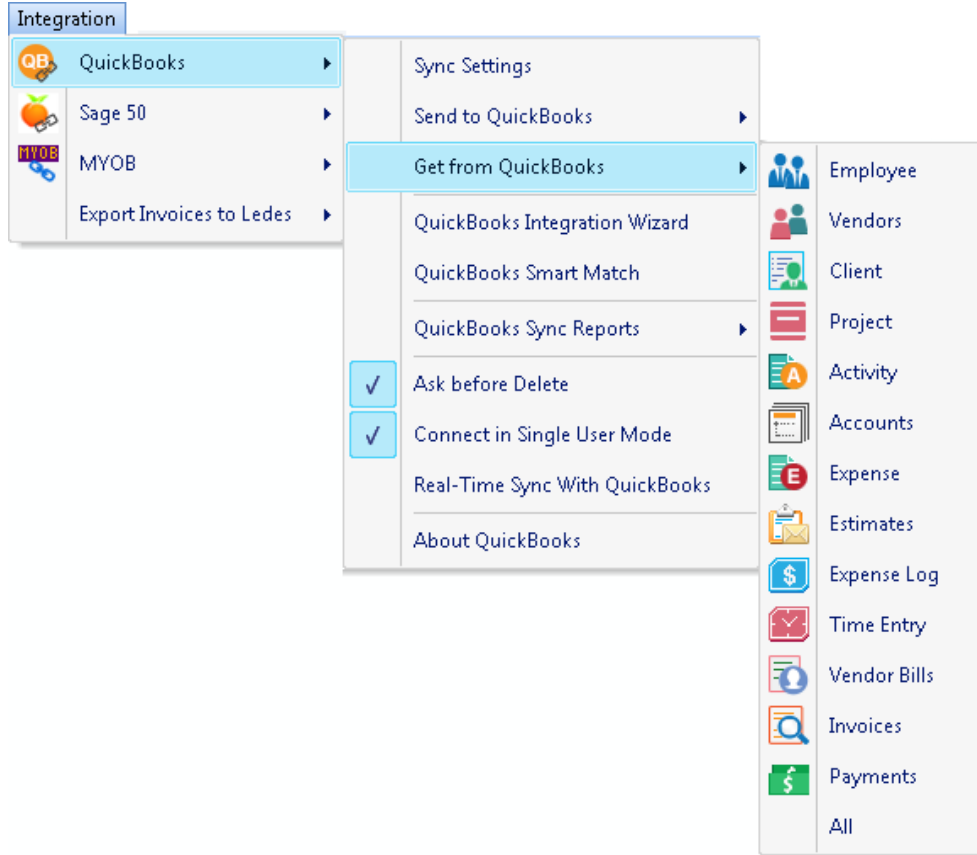 Integration
QB
QuickBooks
Sage 50
MYOB
MYOB
Export Invoices to Ledes
Sync Settings
Send to QuickBooks
Get from QuickBooks
QuickBooks Integration Wizard
QuickBooks Smart Match
QuickBooks Sync Reports
✓ Ask before Delete
✓ Connect in Single User Mode
Real-Time Sync With QuickBooks
About QuickBooks
Employee
Vendors
Client
Project
A
Activity
Accounts
E
Expense
Estimates
$
Expense Log
Time Entry
Vendor Bills
Invoices
$
Payments
All